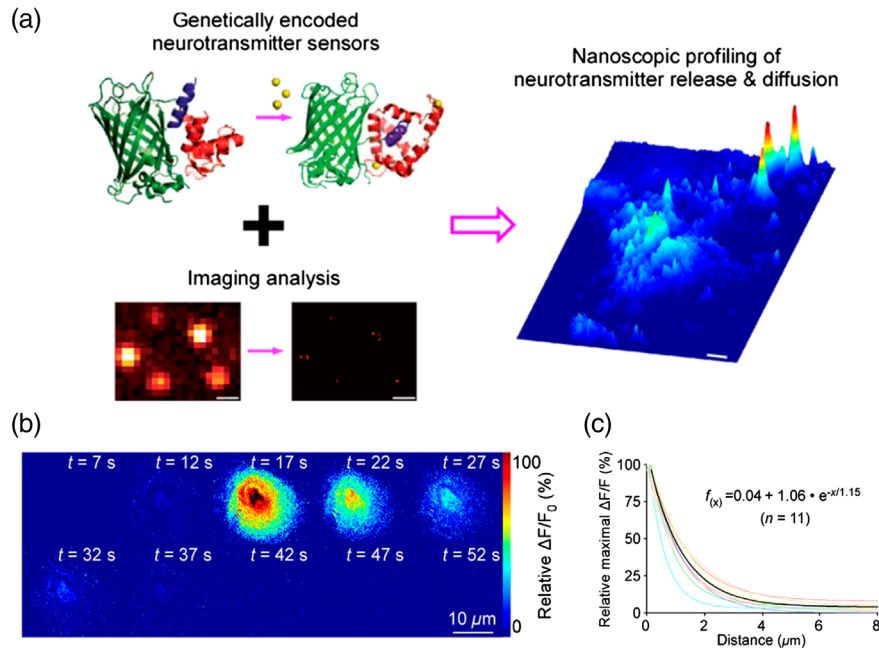 (a)
Genetically encoded
neurotransmitter sensors
Nanoscopic profiling of
neurotransmitter release & diffusion
Imaging analysis
(b)
t = 7 s t = 12 s t = 17 s t = 22 s t = 27 s
t = 32 s t = 37 s t = 42 s t = 47 s t = 52 s
10 µm
100
0
Relative ΔF/F₀ (%)
(c)
Relative maximal ΔF/F (%)
100
75
50
25
0
f(x) =0.04 + 1.06 • e-x/1.15
(n = 11)
0 2 4 6 8
Distance (µm)